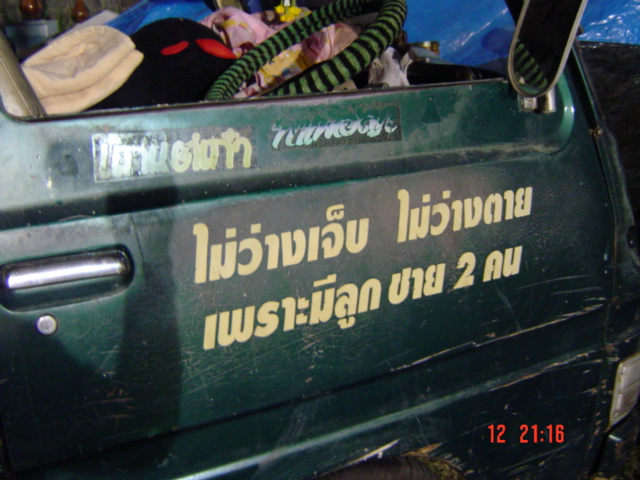 ไม่ว่างเจ็บ ไม่ว่างตาย
เพราะมีลูก ชาย 2 คน
12 21:16